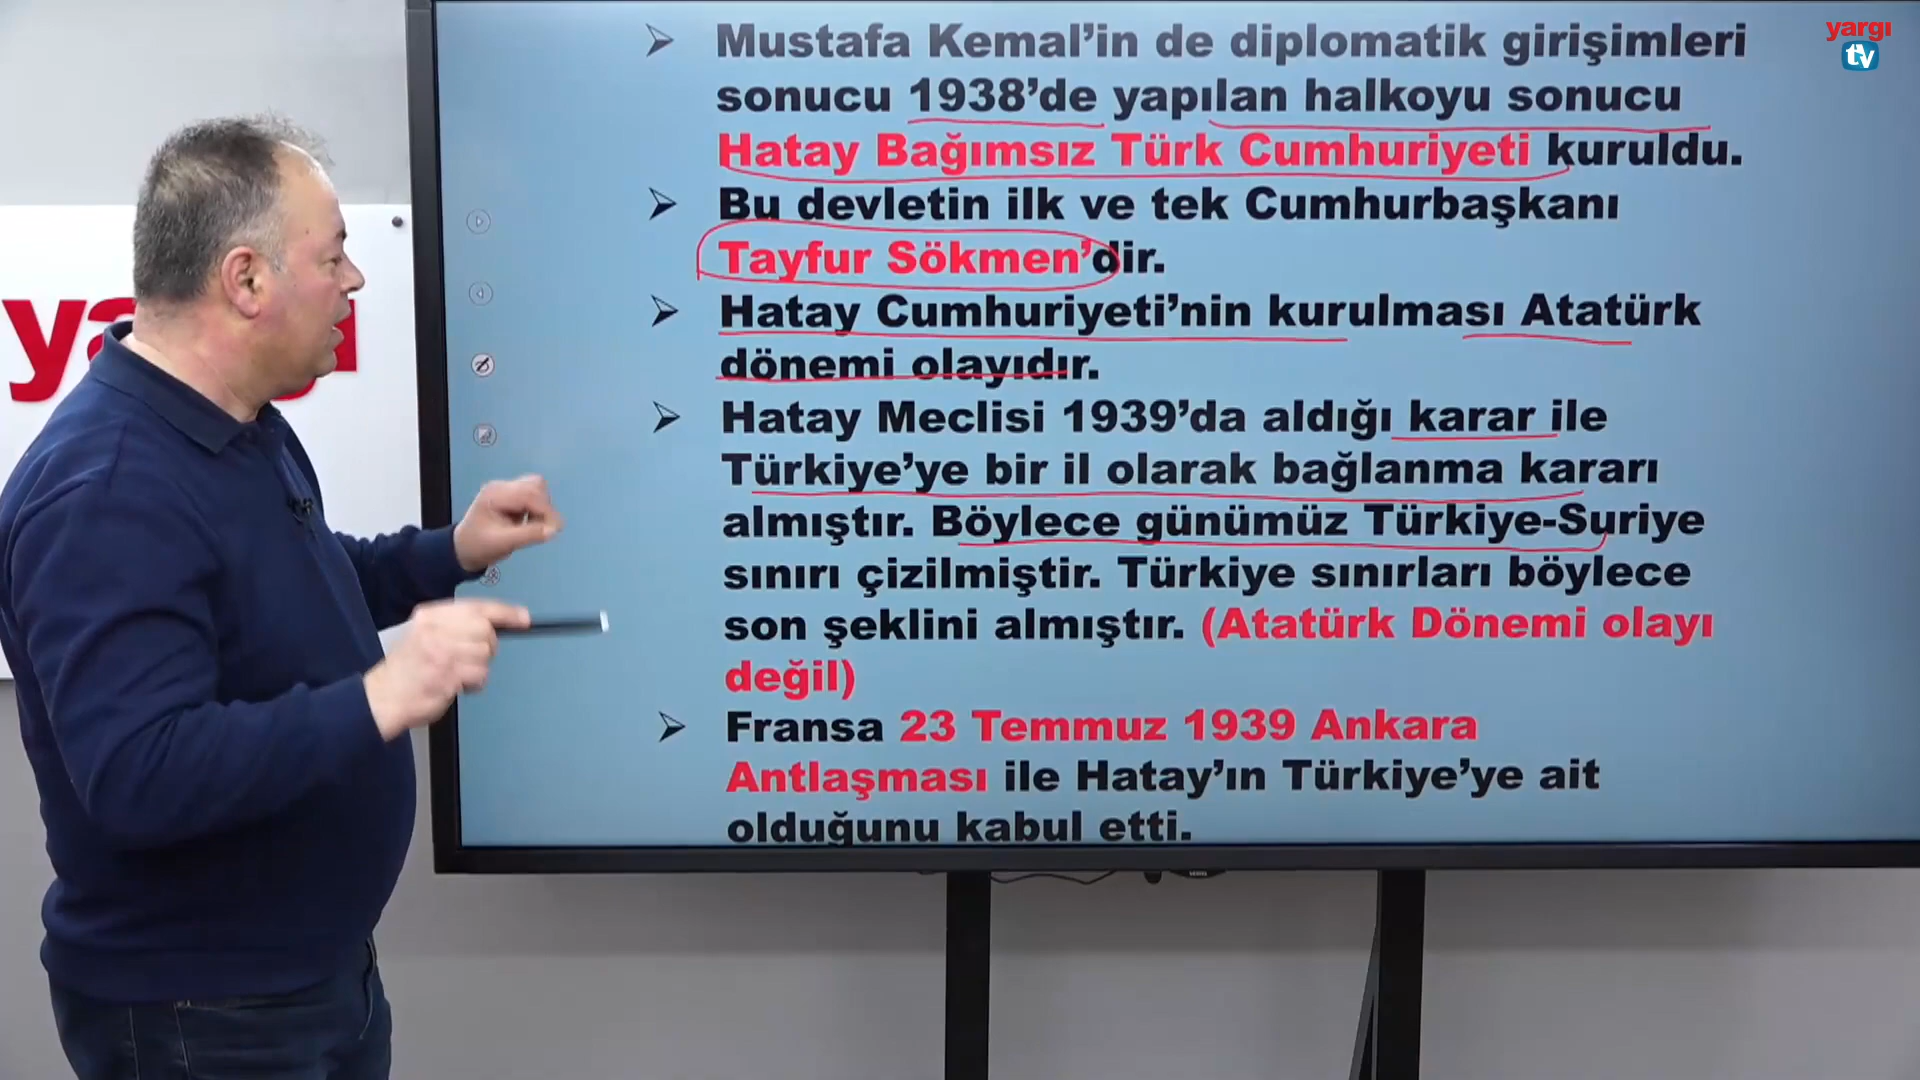 yargı
tv
Mustafa Kemal’in de diplomatik girişimleri
sonucu 1938’de yapılan halkoyu sonucu
Hatay Bağımsız Türk Cumhuriyeti kuruldu.
Bu devletin ilk ve tek Cumhurbaşkanı
Tayfur Sökmen’dir.
Hatay Cumhuriyeti’nin kurulması Atatürk
dönemi olayıdır.
Hatay Meclisi 1939’da aldığı karar ile
Türkiye’ye bir il olarak bağlanma kararı
almıştır. Böylece günümüz Türkiye-Suriye
sınırı çizilmiştir. Türkiye sınırları böylece
son şeklini almıştır. (Atatürk Dönemi olayı
değil)
Fransa 23 Temmuz 1939 Ankara
Antlaşması ile Hatay’ın Türkiye’ye ait
olduğunu kabul etti.